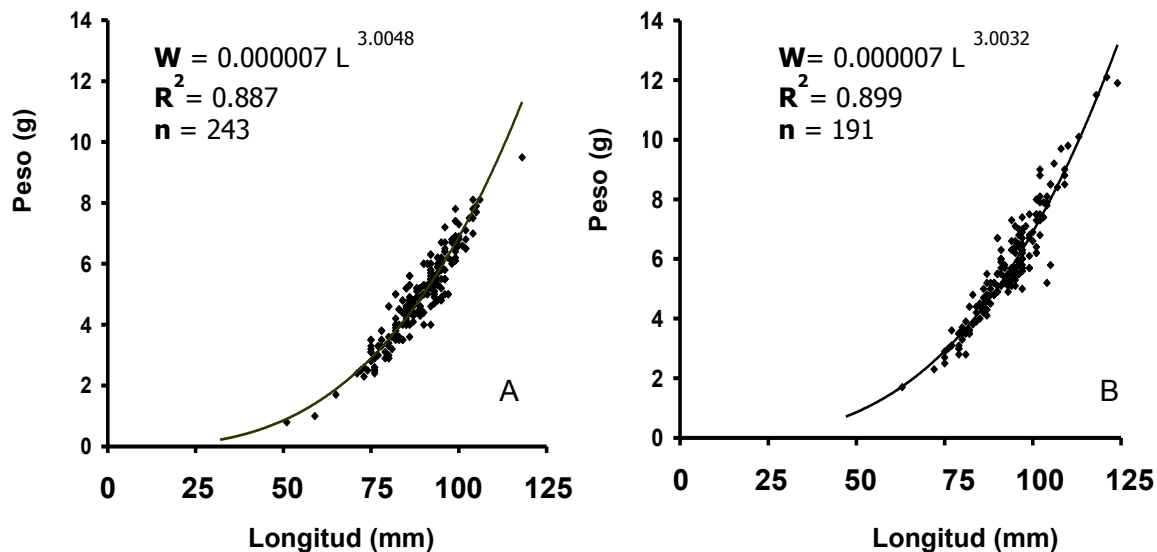 14
12
10
8
6
4
2
0
Peso (g)
W = 0.000007 L 3.0048
R2 = 0.887
n = 243
A
0 25 50 75 100 125
Longitud (mm)
14
12
10
8
6
4
2
0
Peso (g)
W = 0.000007 L 3.0032
R2 = 0.899
n = 191
B
0 25 50 75 100 125
Longitud (mm)